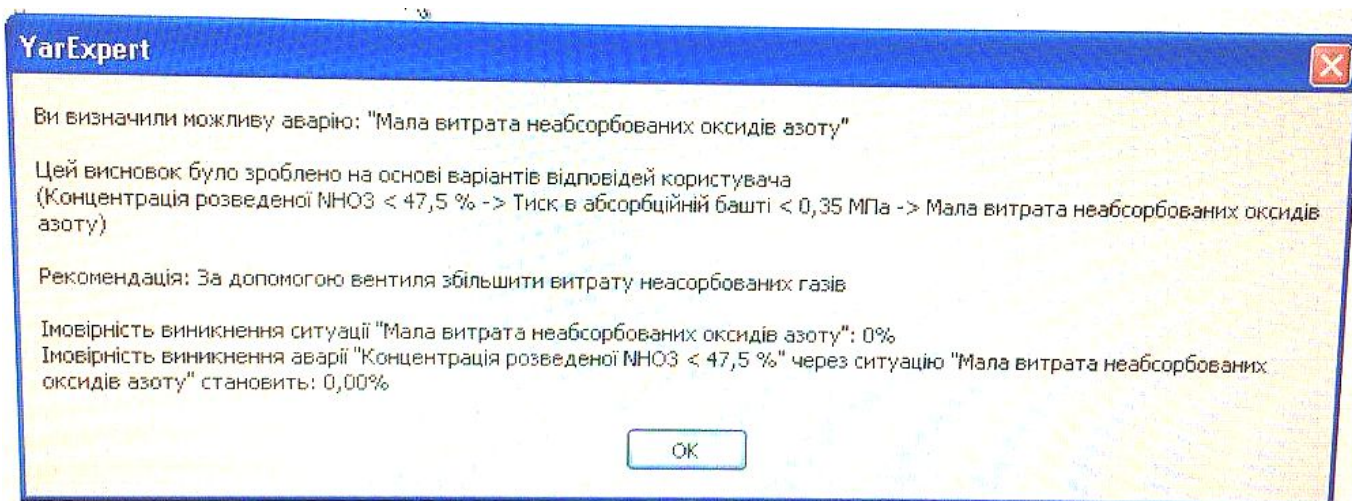 YarExpert
Ви визначили можливу аварію: "Мала витрата неабсорбованих оксидів азоту"
Цей висновок було зроблено на основі варіантів відповідей користувача
(Концентрація розведеної NHO3 < 47,5 % -> Тиск в абсорбційній башті < 0,35 МПа -> Мала витрата неабсорбованих оксидів
азоту)
Рекомендація: За допомогою вентиля збільшити витрату неасорбованих газів
Імовірність виникнення ситуації "Мала витрата неабсорбованих оксидів азоту": 0%
Імовірність виникнення аварії "Концентрація розведеної NHO3 < 47,5 %" через ситуацію "Мала витрата неабсорбованих
оксидів азоту" становить: 0,00%
OK